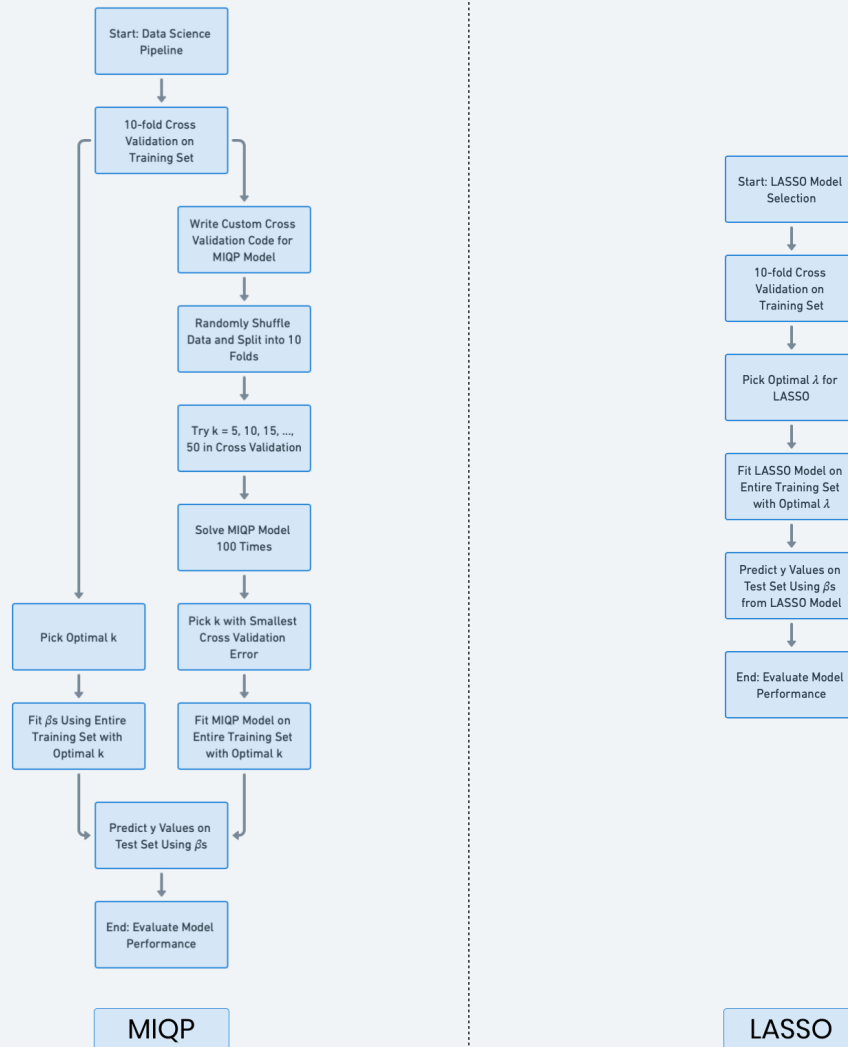 Start: Data Science
Pipeline
10-fold Cross
Validation on
Training Set
Write Custom Cross
Validation Code for
MIQP Model
Randomly Shuffle
Data and Split into 10
Folds
Try k = 5, 10, 15, ...,
50 in Cross Validation
Solve MIQP Model
100 Times
Pick Optimal k
Pick k with Smallest
Cross Validation
Error
Fit βs Using Entire
Training Set with
Optimal k
Fit MIQP Model on
Entire Training Set
with Optimal k
Predict y Values on
Test Set Using βs
End: Evaluate Model
Performance
MIQP
Start: LASSO Model
Selection
10-fold Cross
Validation on
Training Set
Pick Optimal λ for
LASSO
Fit LASSO Model on
Entire Training Set
with Optimal λ
Predict y Values on
Test Set Using βs
from LASSO Model
End: Evaluate Model
Performance
LASSO